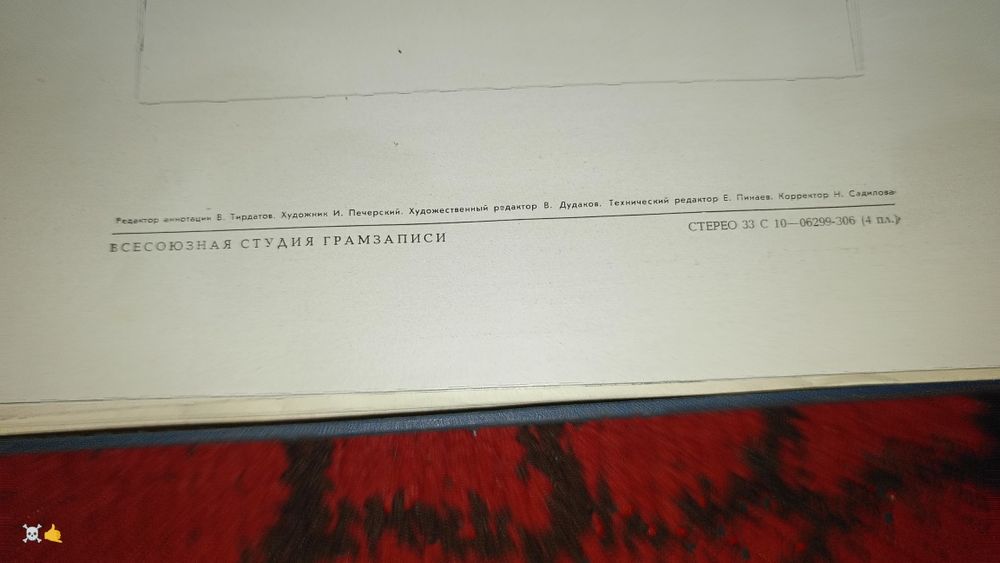 Редактор аннотации В. Тирдатов. Художник И. Печерский. Художественный редактор В. Дудаков. Технический редактор Е. Пинаев. Корректор Н. Садилова
ВСЕСОЮЗНАЯ СТУДИЯ ГРАМЗАПИСИ
СТЕРЕО 33 С 10—06299-306 (4 пл.)